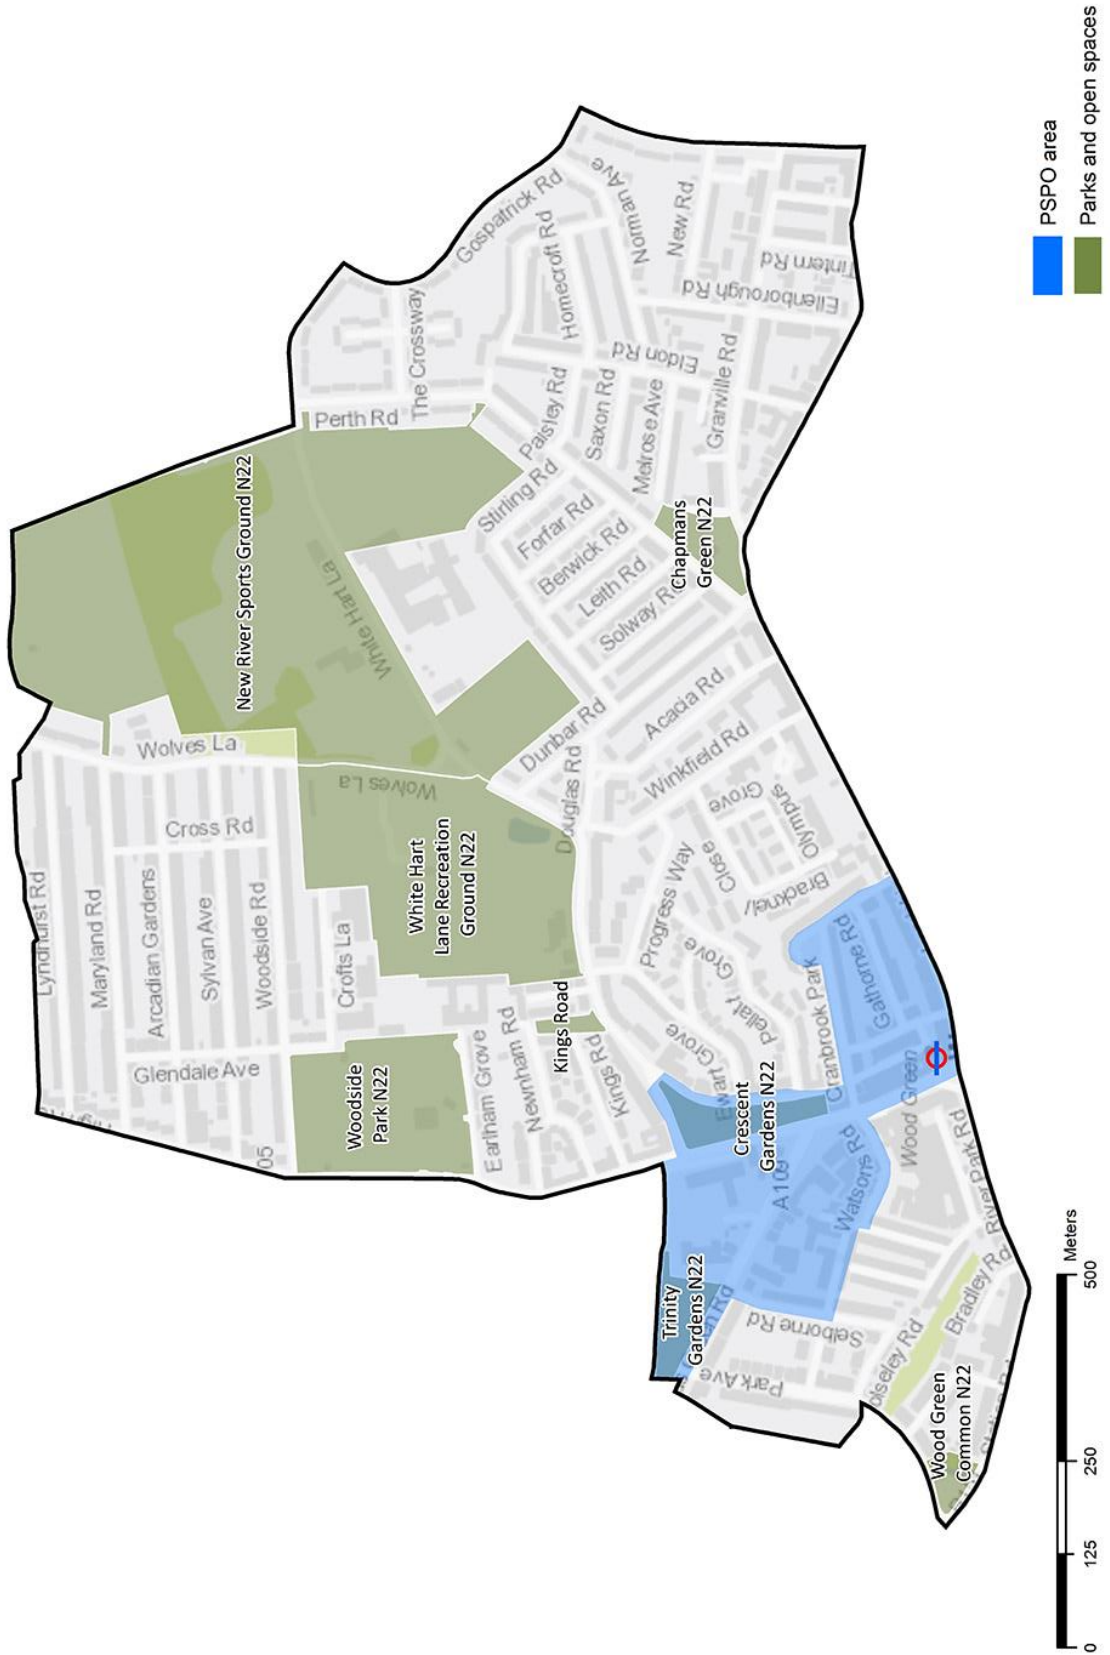 Lyndhurst Rd
Maryland Rd
Arcadian Gardens
Sylvan Ave
Woodside Rd
Cross Rd
Glendale Ave
Crofts La
05
Wolves La
Wolves La
New River Sports Ground N22
White Hart La
Perth Rd
The Crossway
Gospatrick Rd
Homecroft Rd
Norman Ave
New Rd
Tintern Rd
Ellenborough Rd
Eldon Rd
Granville Rd
Paisley Rd
Saxon Rd
Melrose Ave
Stirling Rd
Forfar Rd
Berwick Rd
Leith Rd
Solway Rd
Chapmans
Green N22
White Hart
Lane Recreation
Ground N22
Woodside
Park N22
Earlham Grove
Newnham Rd
Kings Road
Kings Rd
Dunbar Rd
Douglas Rd
Acacia Rd
Winkfield Rd
Olympus
Grove
Progress Way
Bracknell
Close
Pellatt Grove
Ewart Grove
Cranbrook Park
Gathorne Rd
Crescent
Gardens N22
A109
Watsons Rd
Wood Green
Trinity
Gardens N22
Selborne Rd
Park Ave
River Park Rd
Bradley Rd
Wood Green
Common N22
PSPO area
Parks and open spaces
0 125 250 500
Meters